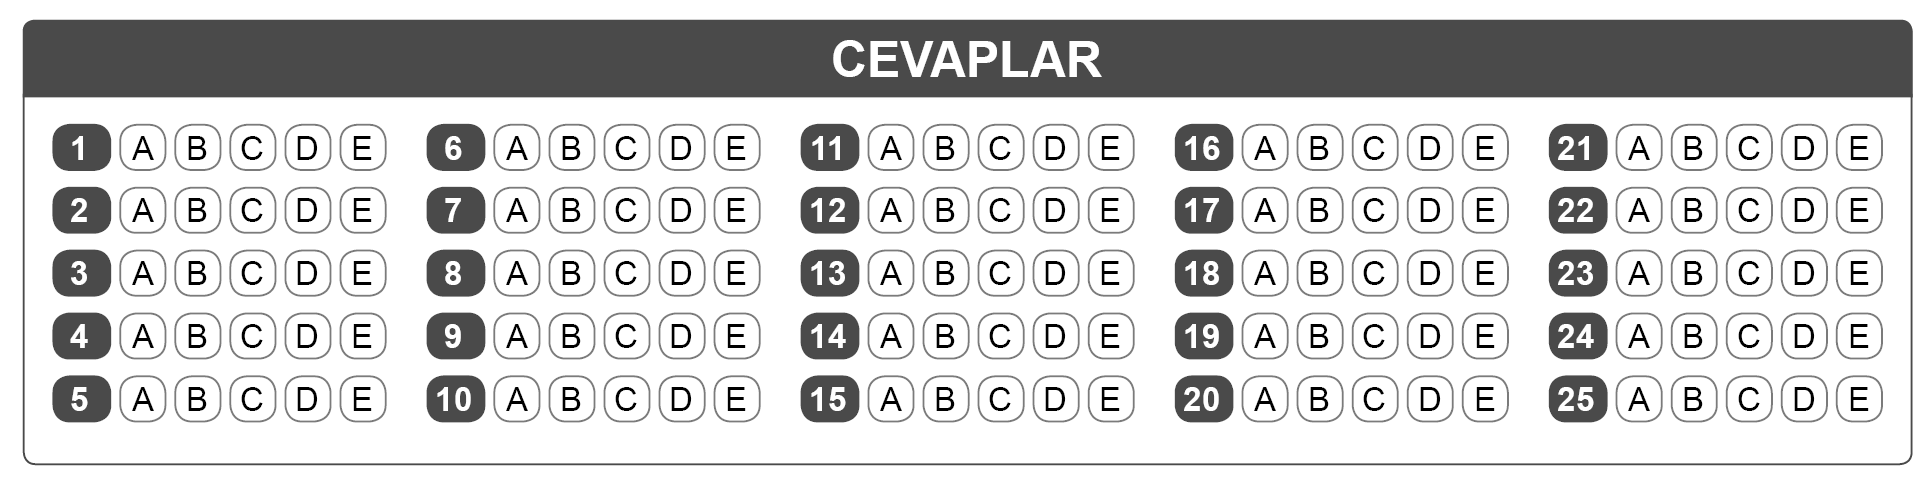 CEVAPLAR
1 A B C D E 6 A B C D E 11 A B C D E 16 A B C D E 21 A B C D E
2 A B C D E 7 A B C D E 12 A B C D E 17 A B C D E 22 A B C D E
3 A B C D E 8 A B C D E 13 A B C D E 18 A B C D E 23 A B C D E
4 A B C D E 9 A B C D E 14 A B C D E 19 A B C D E 24 A B C D E
5 A B C D E 10 A B C D E 15 A B C D E 20 A B C D E 25 A B C D E